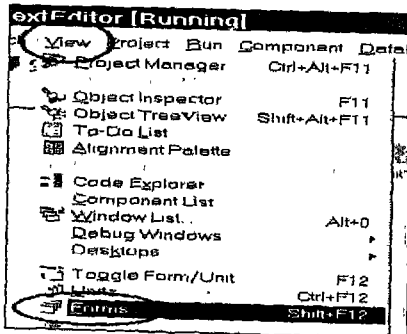 extEditor [Running]
View Project Run Component Data
Project Manager Ctrl+Alt+F11
Object Inspector F11
Object TreeView Shift+Alt+F11
To-Do List
Alignment Palette
Code Explorer
Component List
Window List... Alt+0
Debug Windows
Desktops
Toggle Form/Unit F12
Units... Ctrl+F12
Forms... Shift+F12